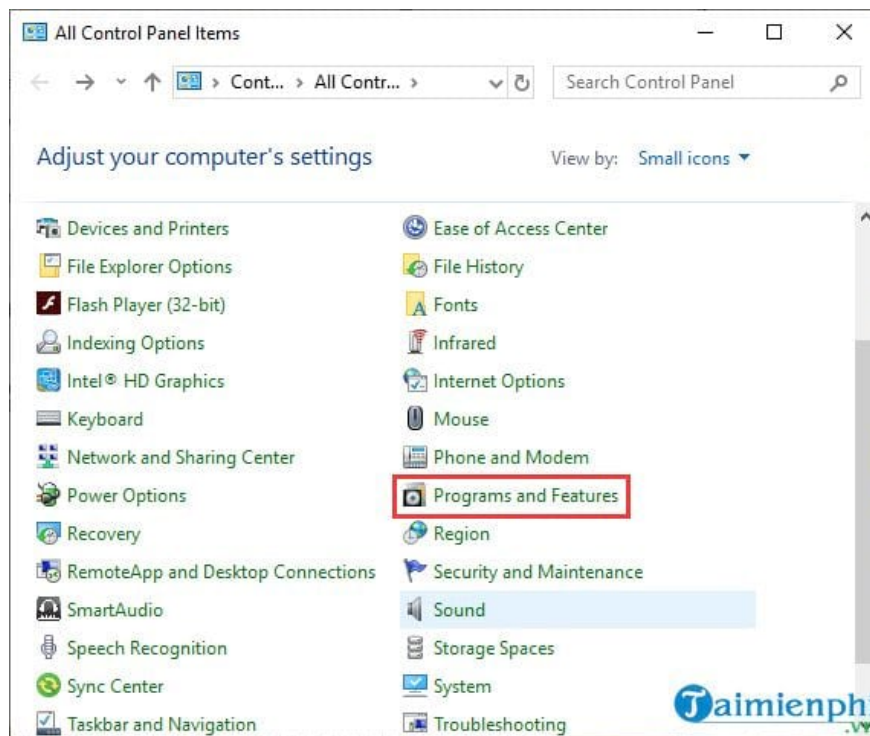 All Control Panel Items
Cont... All Contr...
Search Control Panel
Adjust your computer's settings
View by: Small icons
Devices and Printers
Ease of Access Center
File Explorer Options
File History
Flash Player (32-bit)
Fonts
Indexing Options
Infrared
Intel® HD Graphics
Internet Options
Keyboard
Mouse
Network and Sharing Center
Phone and Modem
Power Options
Programs and Features
Recovery
Region
RemoteApp and Desktop Connections
Security and Maintenance
SmartAudio
Sound
Speech Recognition
Storage Spaces
Sync Center
System
Taskbar and Navigation
Troubleshooting
Taimienph
.v